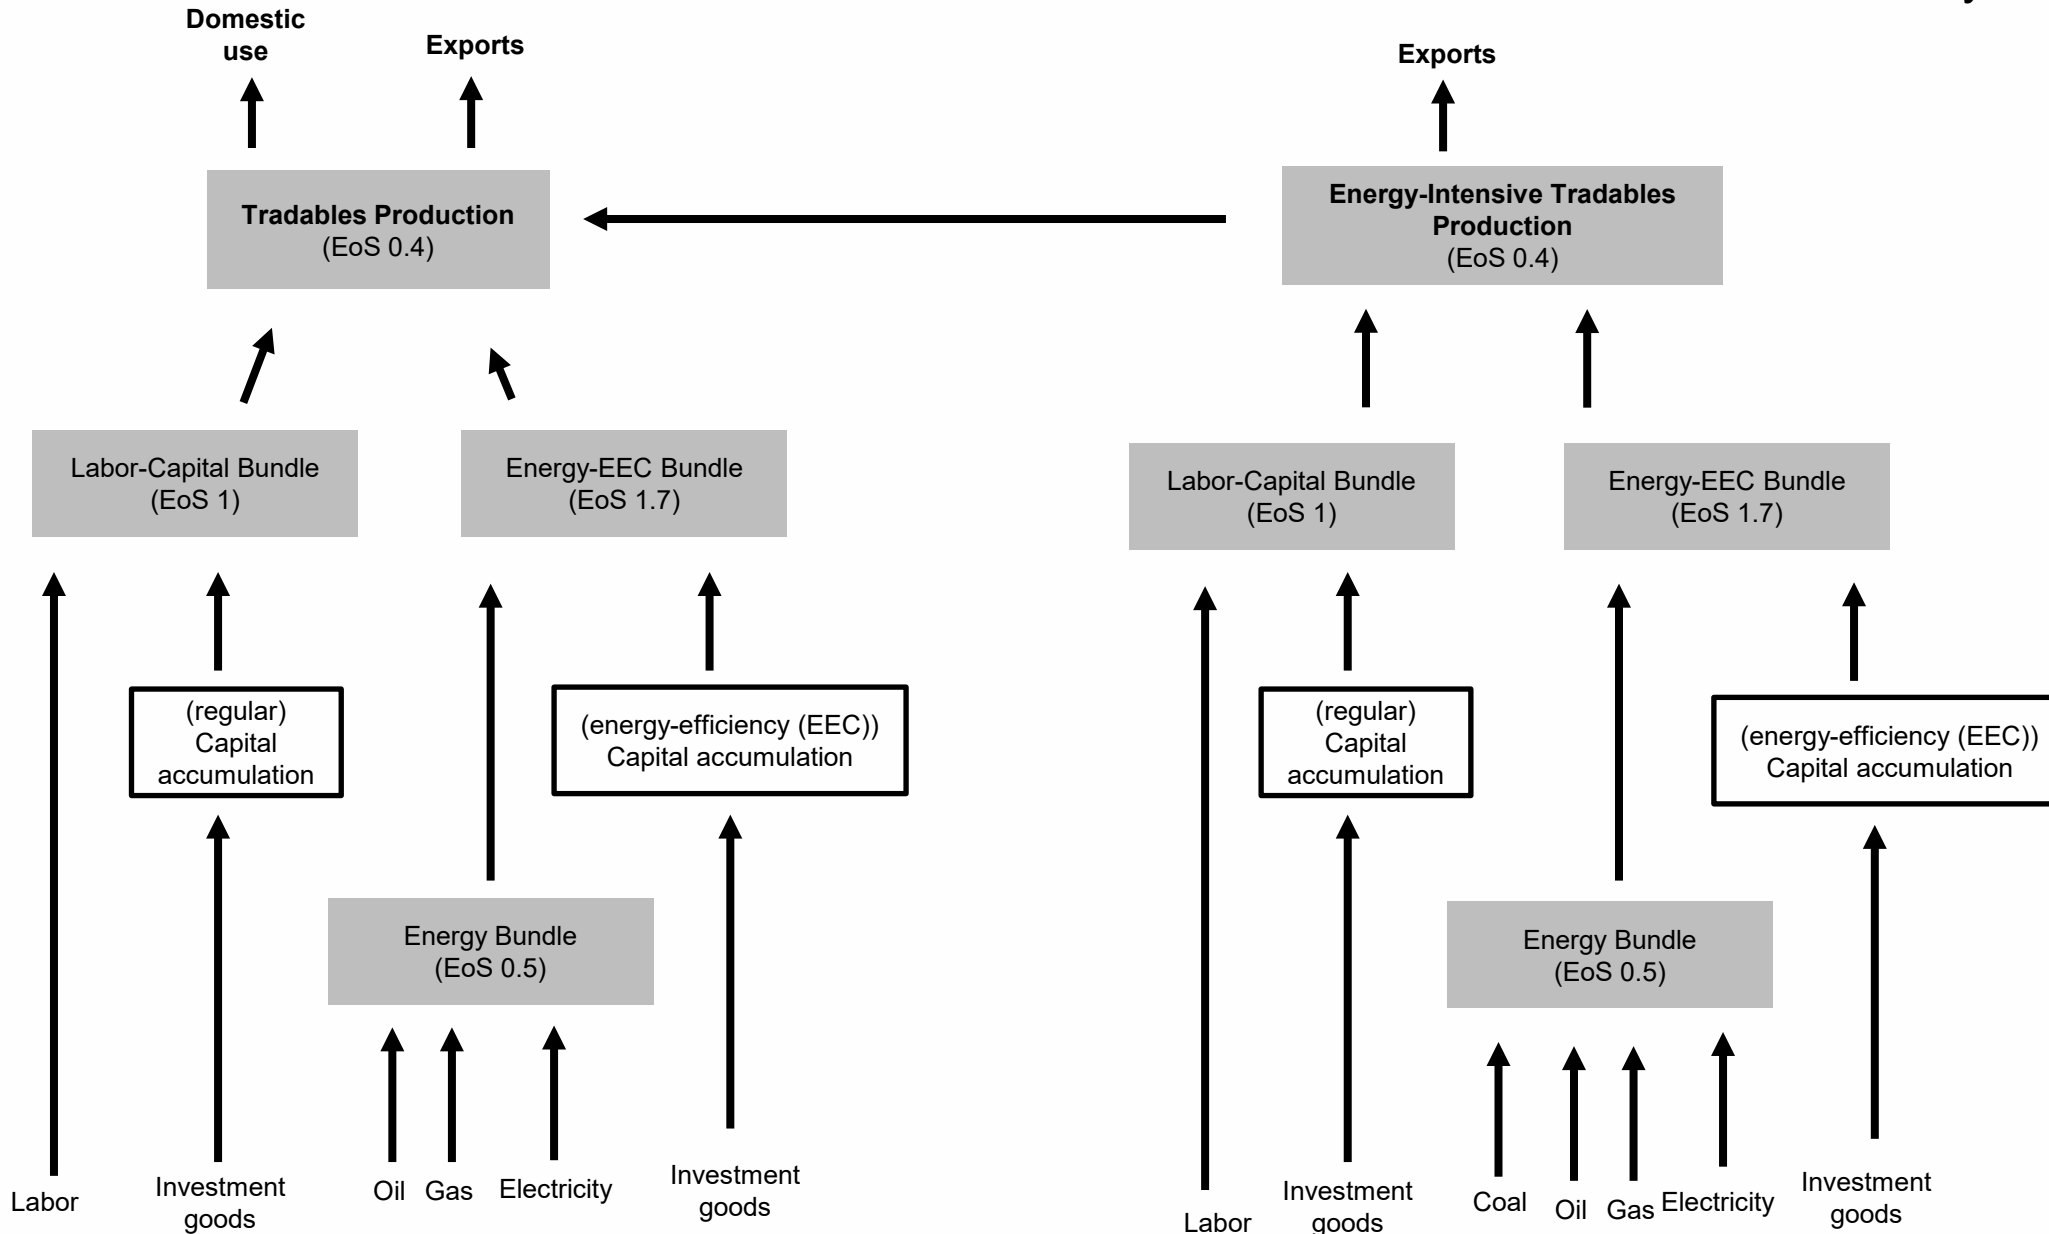 Domestic
use
Exports
Exports
Tradables Production
(EoS 0.4)
Energy-Intensive Tradables
Production
(EoS 0.4)
Labor-Capital Bundle
(EoS 1)
Energy-EEC Bundle
(EoS 1.7)
Labor-Capital Bundle
(EoS 1)
Energy-EEC Bundle
(EoS 1.7)
(regular)
Capital
accumulation
(energy-efficiency (EEC))
Capital accumulation
(regular)
Capital
accumulation
(energy-efficiency (EEC))
Capital accumulation
Energy Bundle
(EoS 0.5)
Energy Bundle
(EoS 0.5)
Labor
Investment
goods
Oil
Gas
Electricity
Investment
goods
Labor
Investment
goods
Coal
Oil
Gas
Electricity
Investment
goods